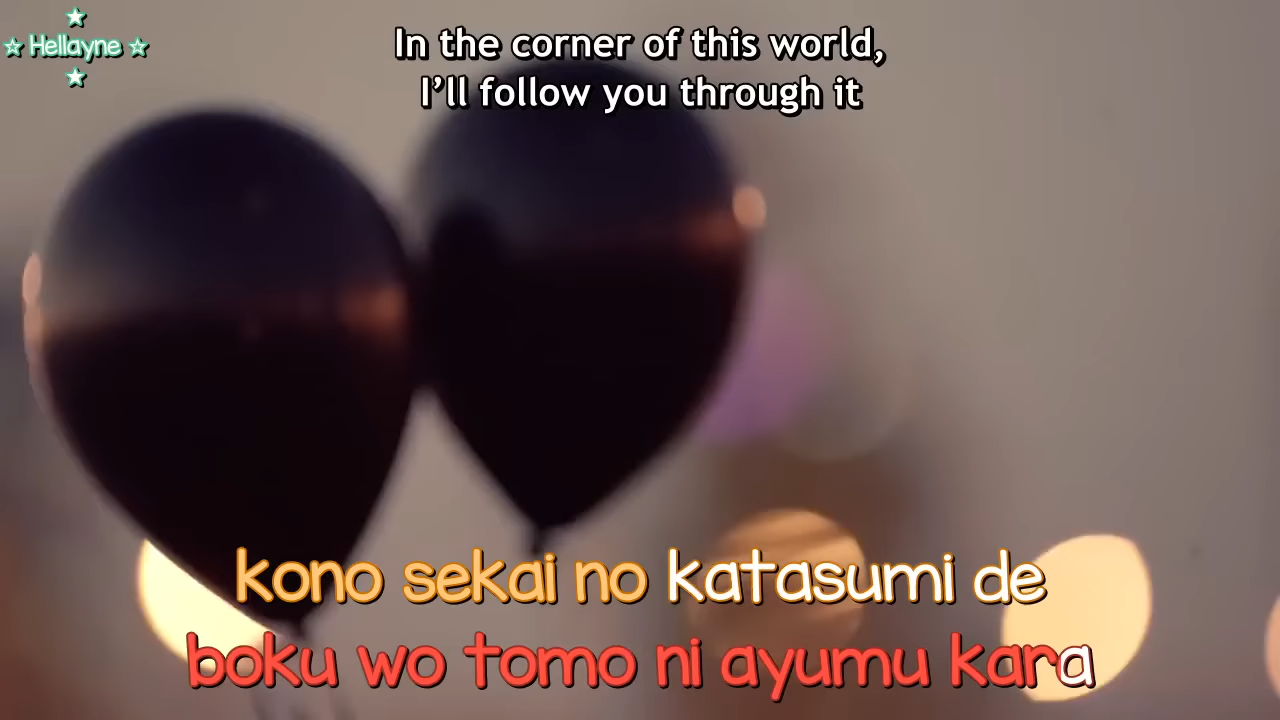 ☆
☆ Hellayne ☆
☆
In the corner of this world,
I'll follow you through it
kono sekai no katasumi de
boku wo tomo ni ayumu kara